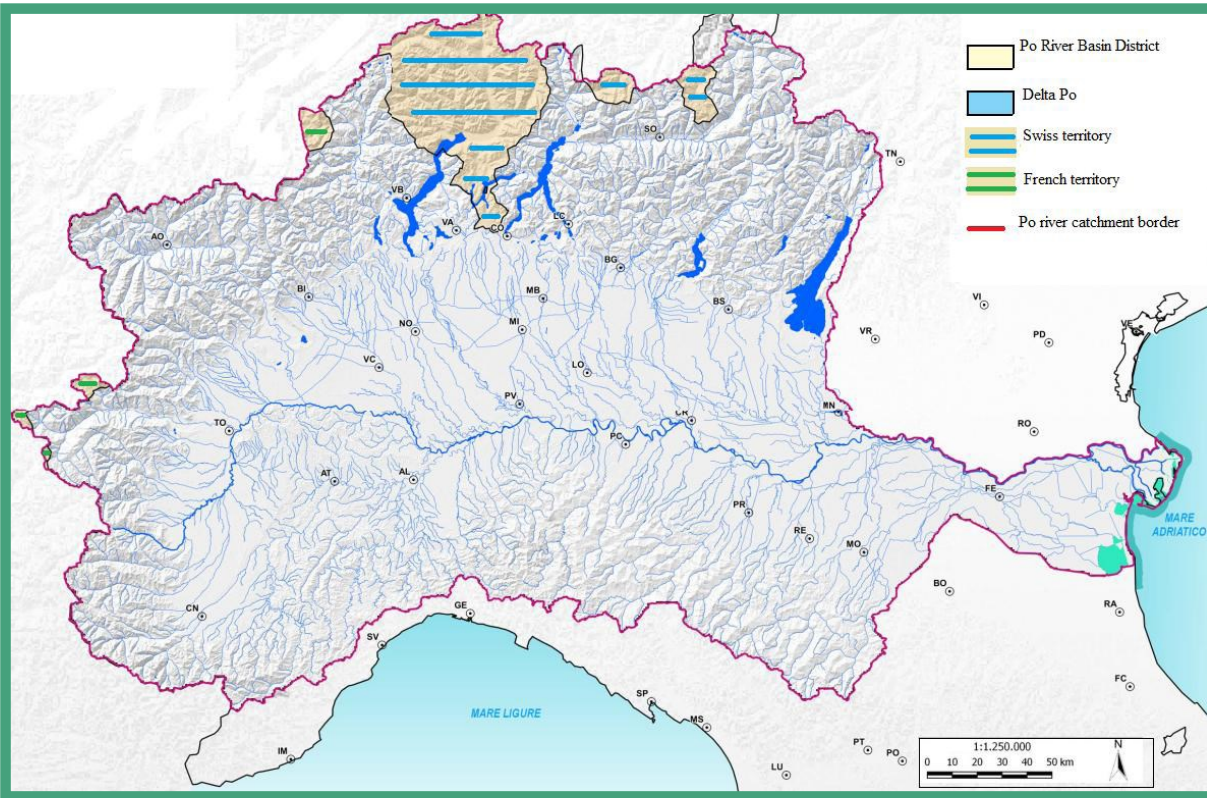 Po River Basin District
Delta Po
Swiss territory
French territory
Po river catchment border
SO
TN
VB
VA
CO
LC
AO
BG
BI
MB
BS
VI
NO
MI
VR
PD
VE
VC
LO
PV
MN
CR
TO
PC
RO
AT
AL
FE
PR
RE
MO
MARE
ADRIATICO
BO
CN
GE
RA
SV
FC
SP
MARE LIGURE
MS
IM
PT
PO
LU
1:1.250.000
N
0 10 20 30 40 50 km